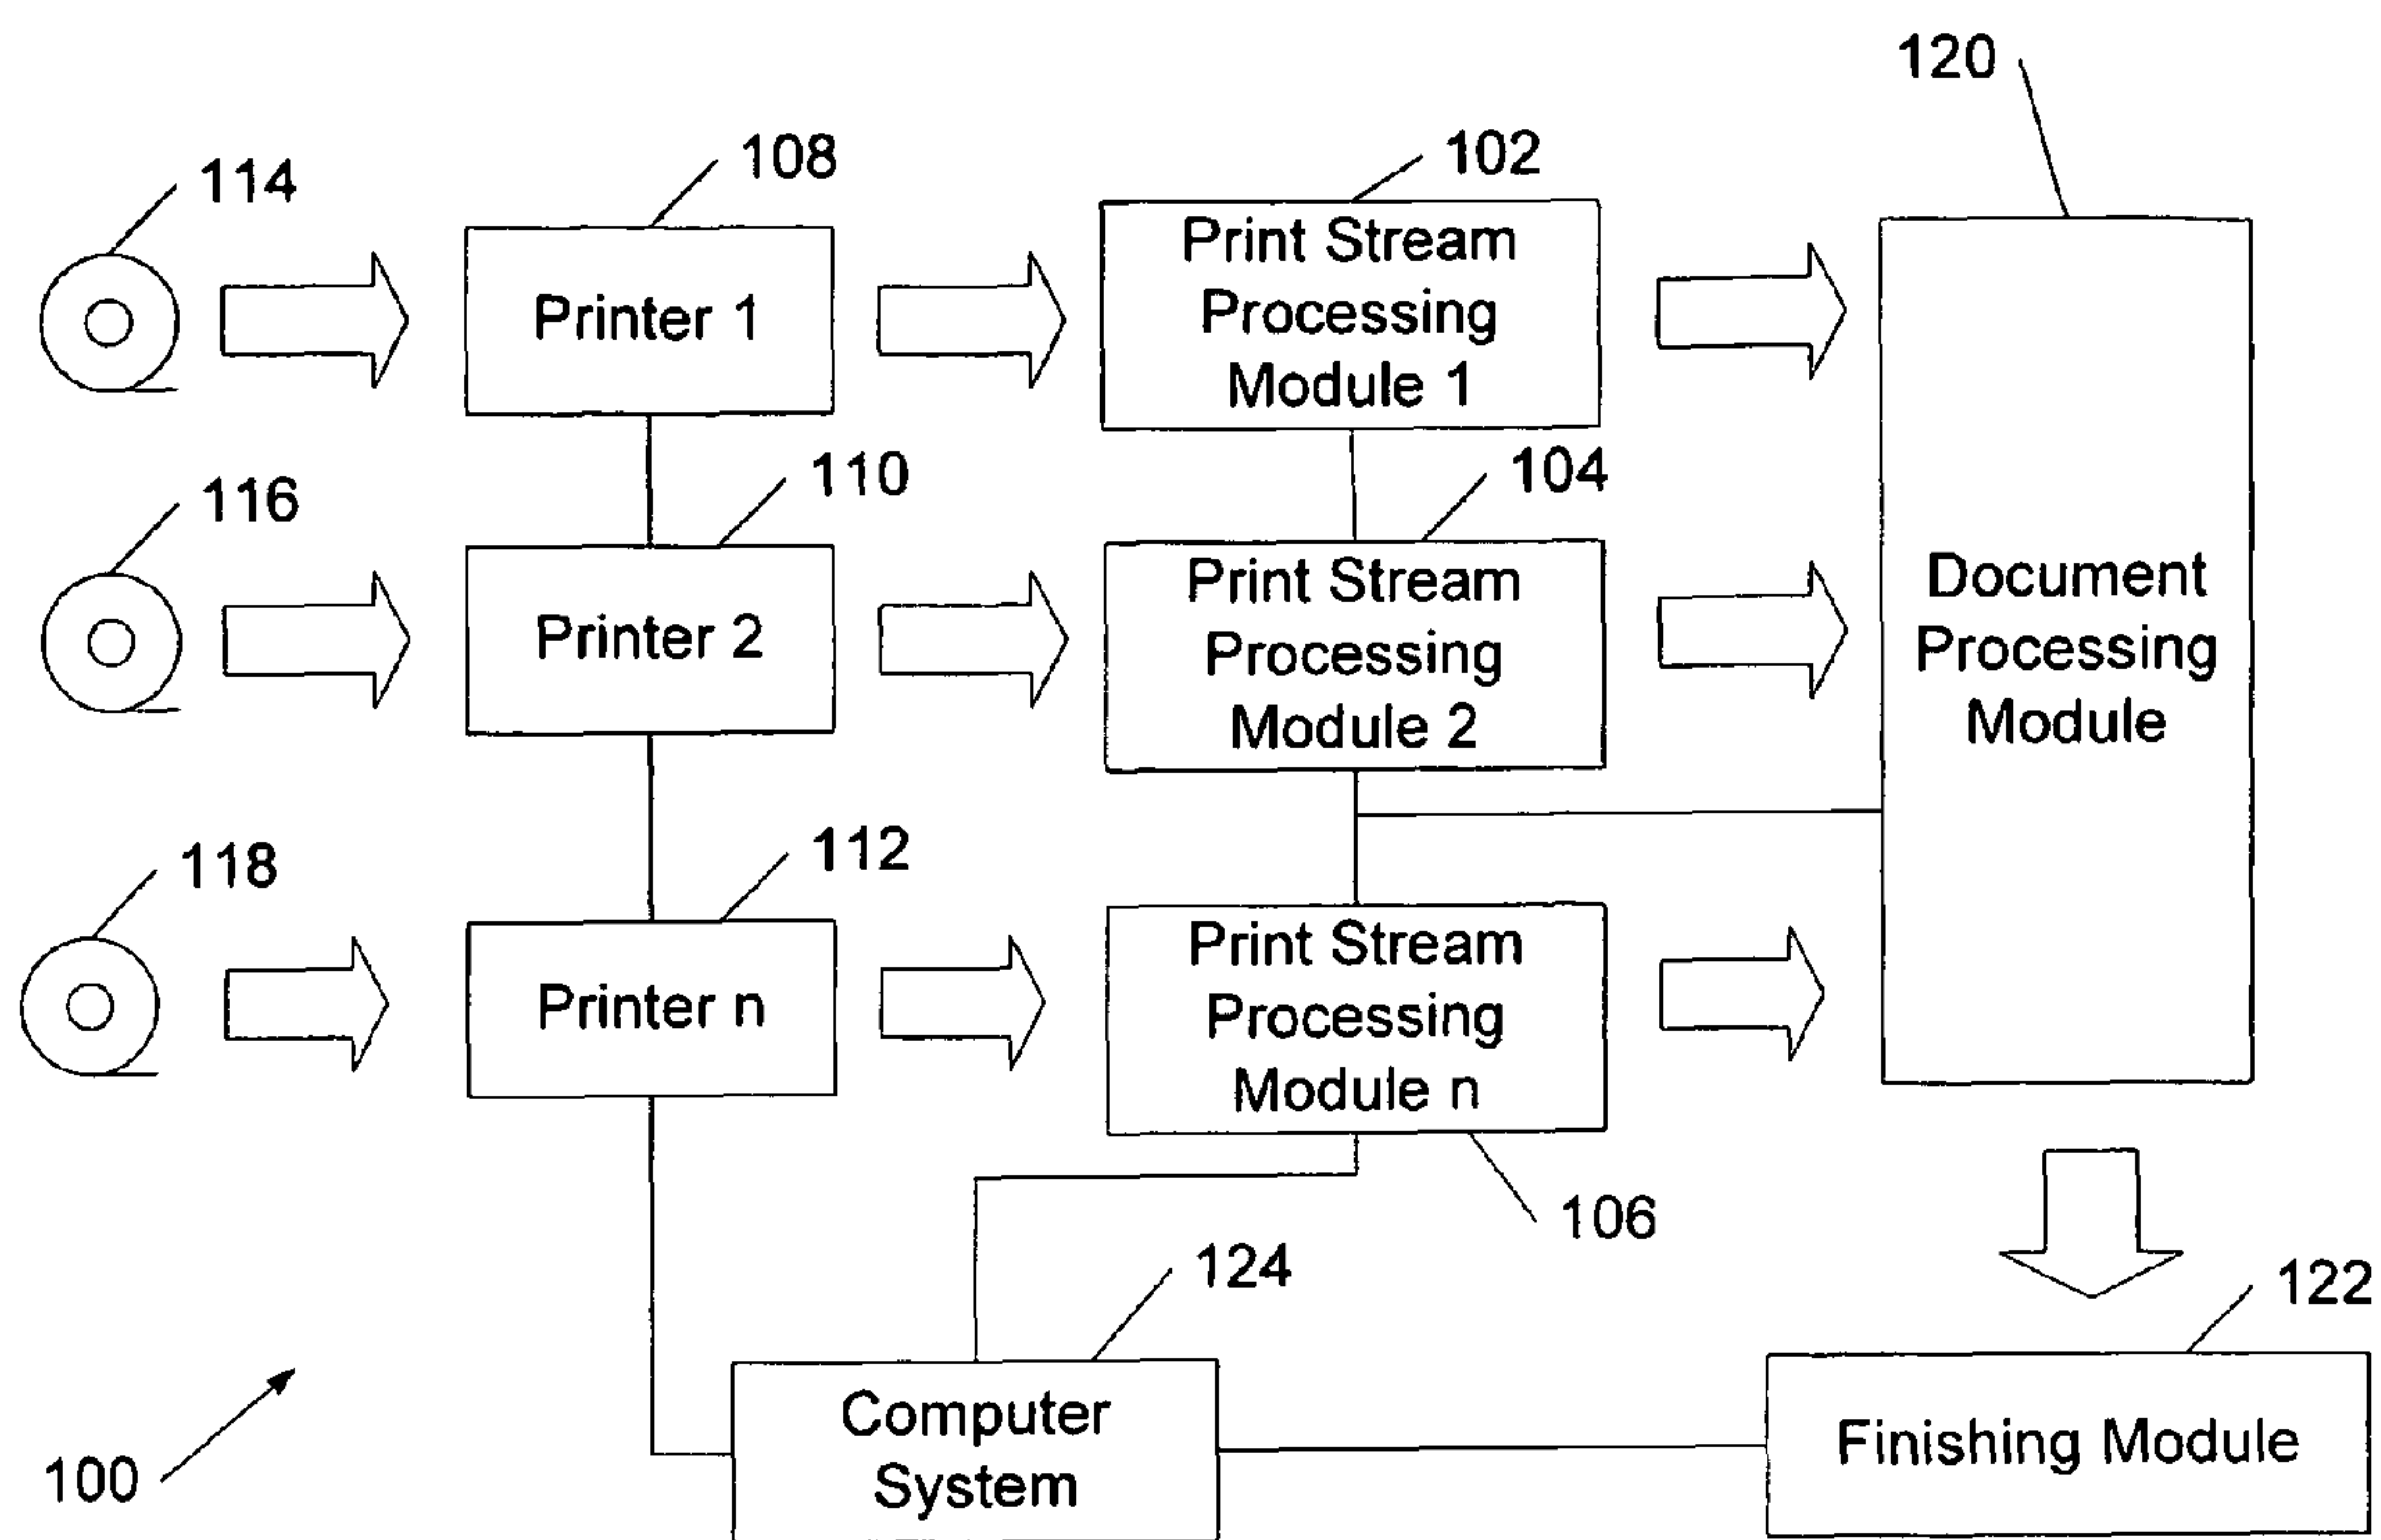 120
108
102
114
Print Stream
Processing
Module 1
Printer 1
110
104
116
Print Stream
Processing
Module 2
Printer 2
Document
Processing
Module
112
118
Print Stream
Processing
Module n
Printer n
106
124
122
Computer
System
Finishing Module
100